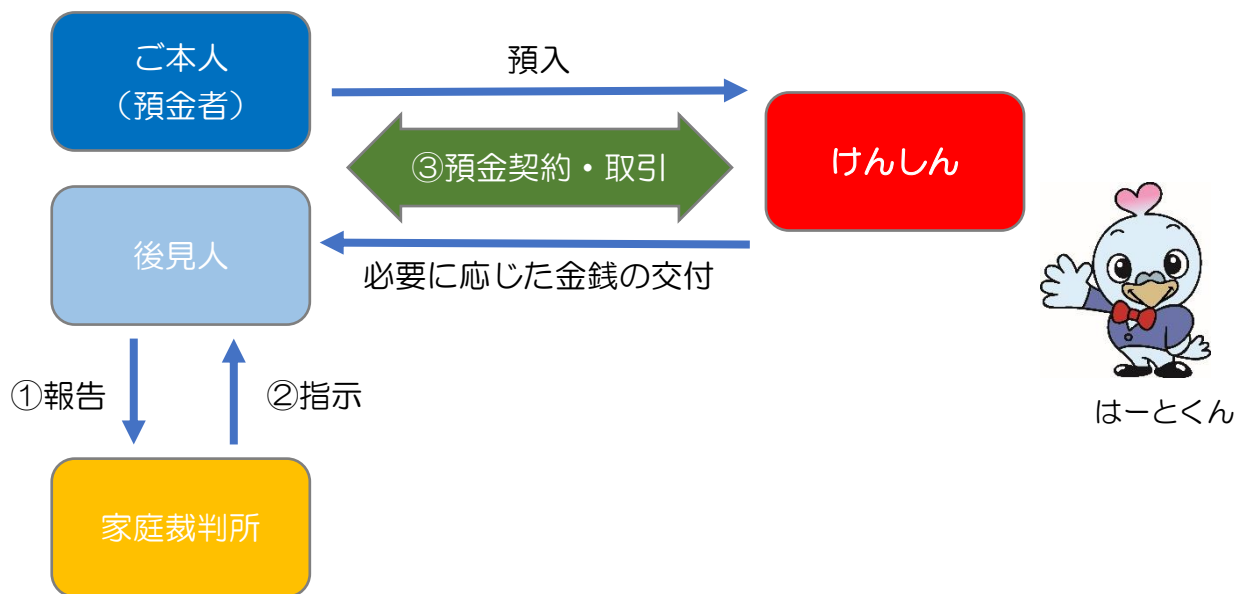 ご本人
（預金者）
預入
③預金契約・取引
けんしん
後見人
必要に応じた金銭の交付
①報告
②指示
はーとくん
家庭裁判所